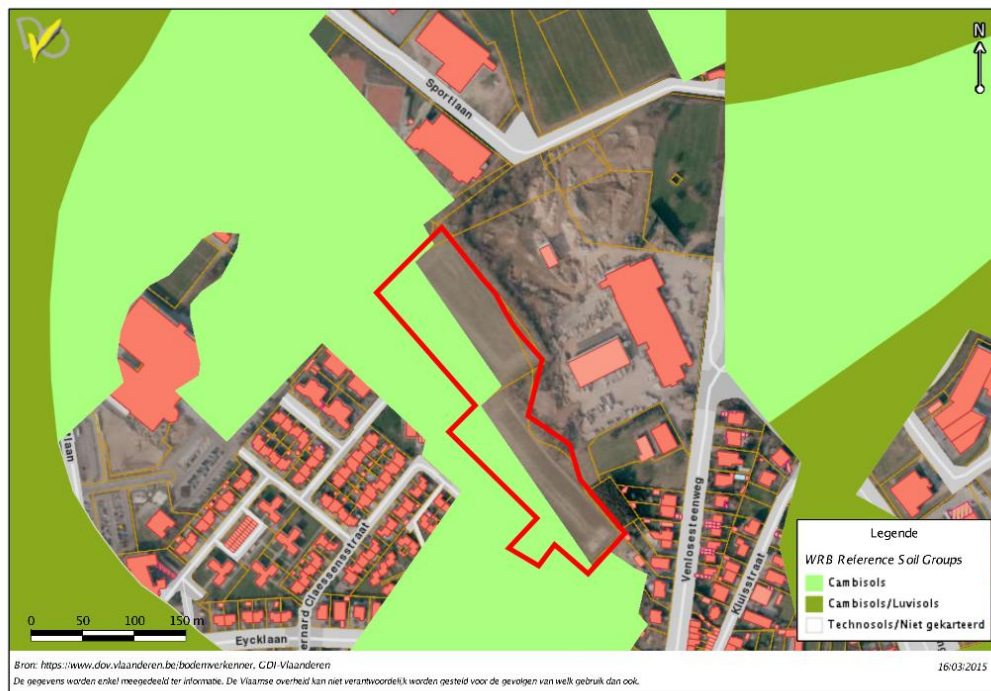 N
Sportlaan
laan
Bernard Claessensstraat
Eycklaan
Venlosesteenweg
Kluisstraat
0 50 100 150 m
Legende
WRB Reference Soil Groups
Cambisols
Cambisols/Luvisols
Technosols/Niet gekarteerd
Bron: https://www.dov.vlaanderen.be/bodemverkenner, GDI-Vlaanderen
16/03/2015
De gegevens worden enkel meegedeeld ter informatie. De Vlaamse overheid kan niet verantwoordelijk worden gesteld voor de gevolgen van welk gebruik dan ook.